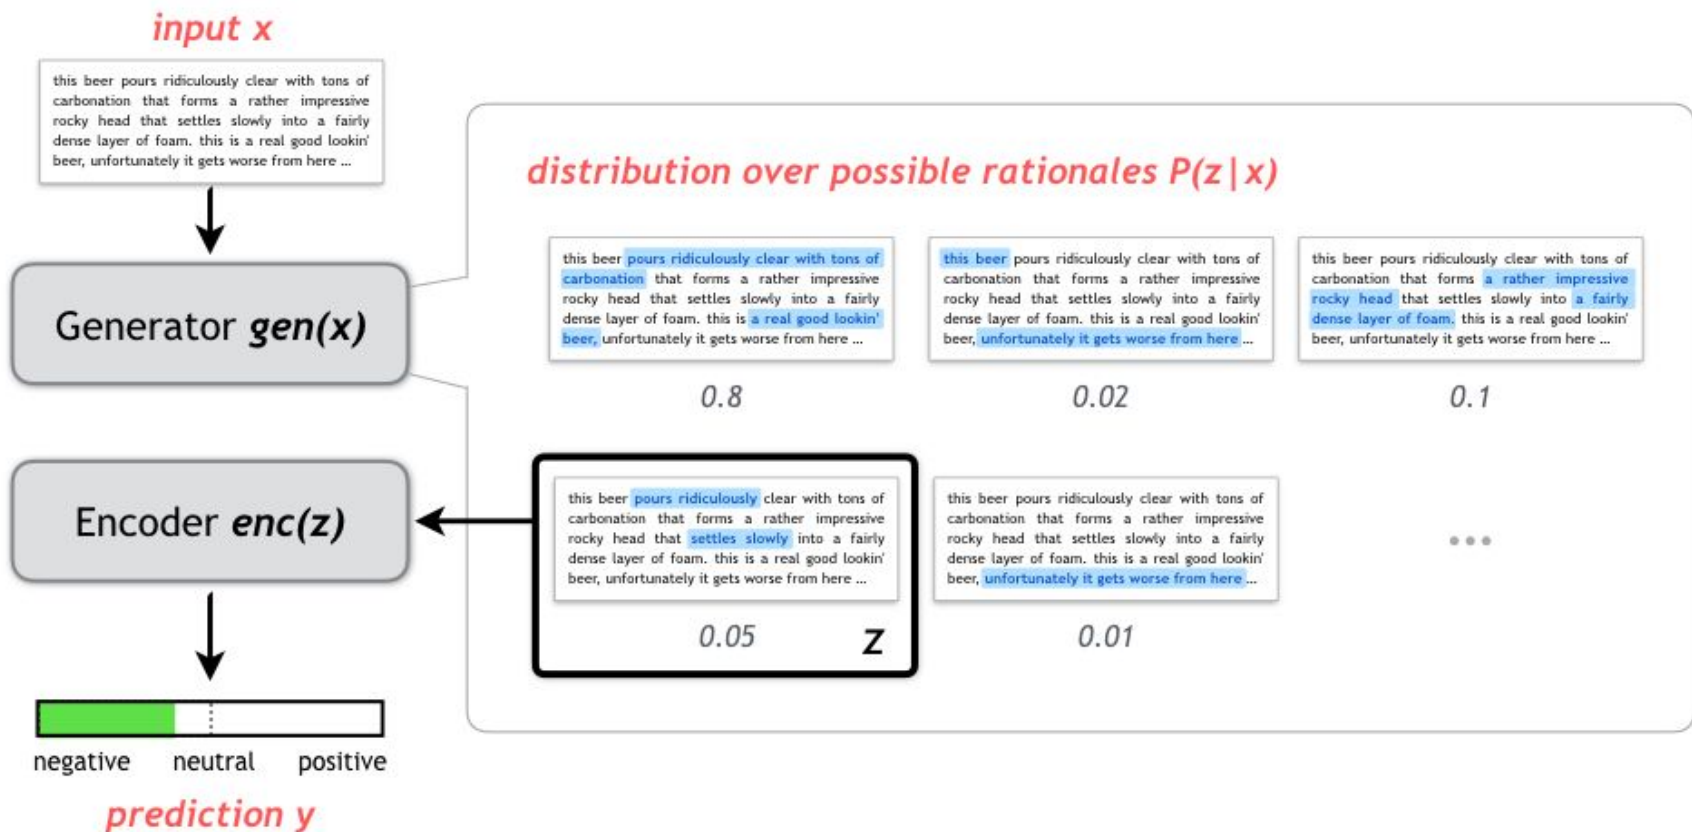 input x
this beer pours ridiculously clear with tons of
carbonation that forms a rather impressive
rocky head that settles slowly into a fairly
dense layer of foam. this is a real good lookin'
beer, unfortunately it gets worse from here ...
Generator gen(x)
distribution over possible rationales P(z|x)
this beer pours ridiculously clear with tons of
carbonation that forms a rather impressive
rocky head that settles slowly into a fairly
dense layer of foam. this is a real good lookin'
beer, unfortunately it gets worse from here ...
0.8
this beer pours ridiculously clear with tons of
carbonation that forms a rather impressive
rocky head that settles slowly into a fairly
dense layer of foam. this is a real good lookin'
beer, unfortunately it gets worse from here ...
0.02
this beer pours ridiculously clear with tons of
carbonation that forms a rather impressive
rocky head that settles slowly into a fairly
dense layer of foam. this is a real good lookin'
beer, unfortunately it gets worse from here ...
0.1
this beer pours ridiculously clear with tons of
carbonation that forms a rather impressive
rocky head that settles slowly into a fairly
dense layer of foam. this is a real good lookin'
beer, unfortunately it gets worse from here ...
0.05
z
this beer pours ridiculously clear with tons of
carbonation that forms a rather impressive
rocky head that settles slowly into a fairly
dense layer of foam. this is a real good lookin'
beer, unfortunately it gets worse from here ...
0.01
...
Encoder enc(z)
negative neutral positive
prediction y